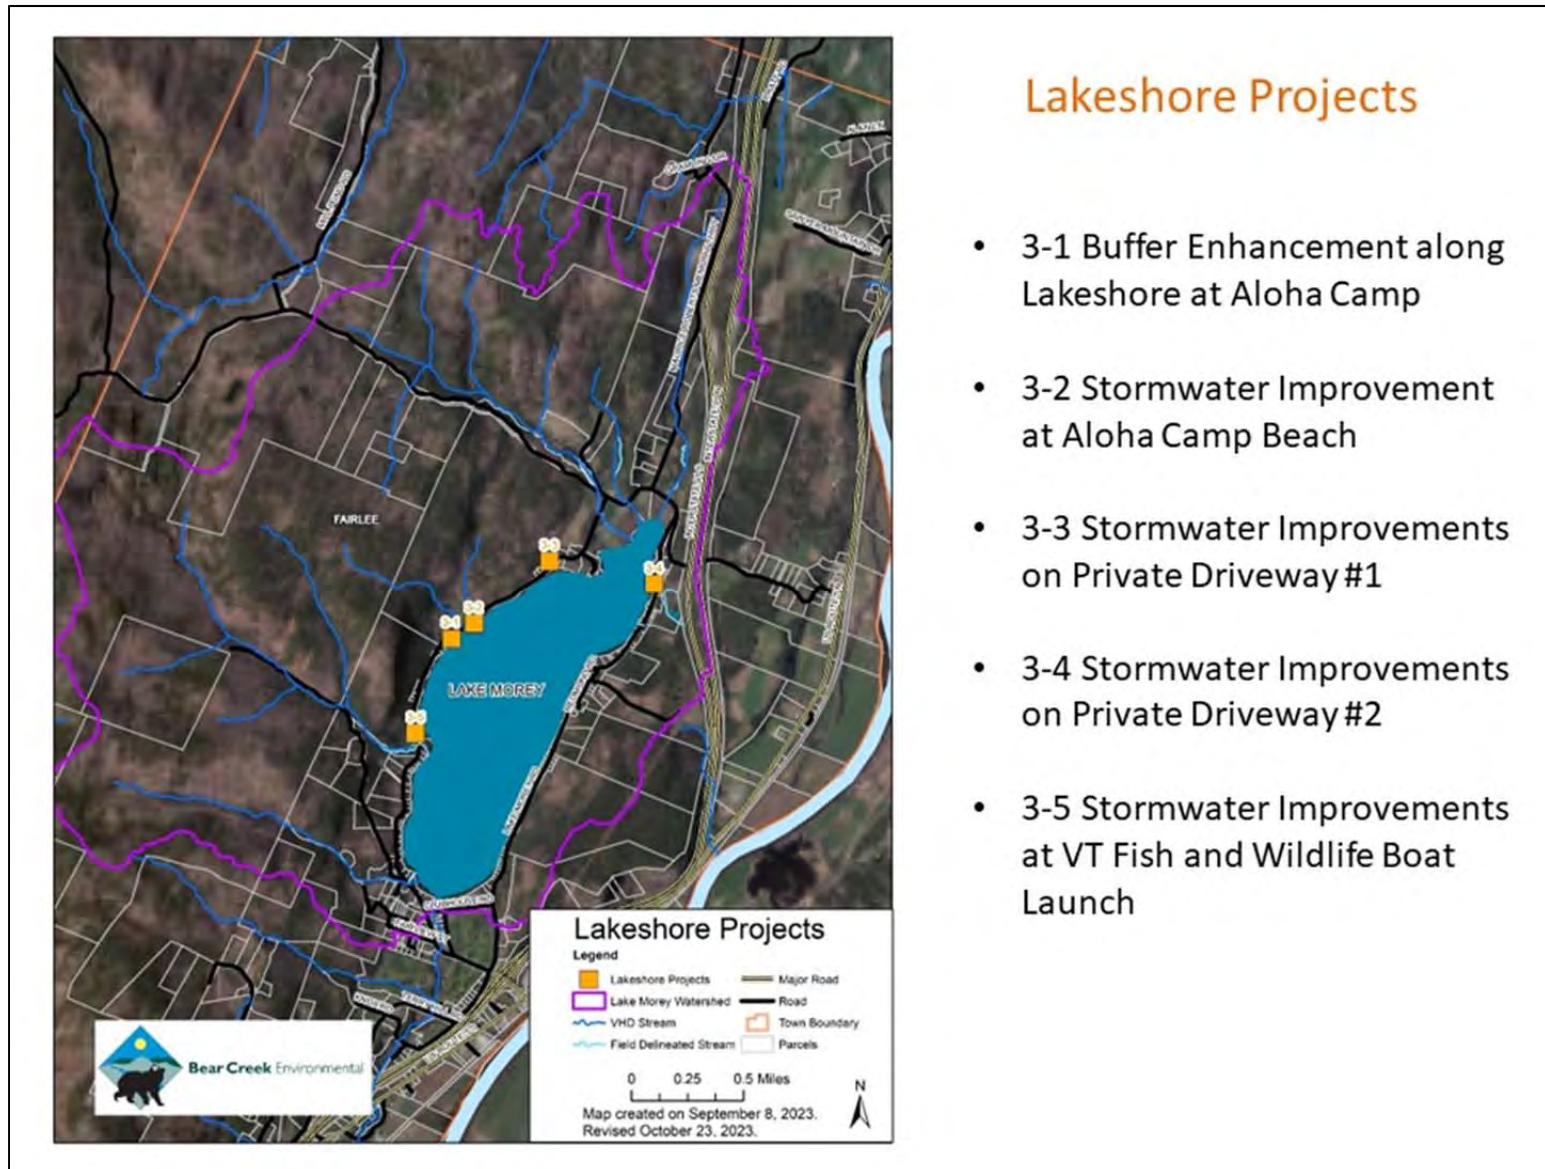 Lakeshore Projects
• 3-1 Buffer Enhancement along
Lakeshore at Aloha Camp
• 3-2 Stormwater Improvement
at Aloha Camp Beach
• 3-3 Stormwater Improvements
on Private Driveway #1
• 3-4 Stormwater Improvements
on Private Driveway #2
• 3-5 Stormwater Improvements
at VT Fish and Wildlife Boat
Launch
FAIRLEE
3-3
3-4
3-2
3-1
LAKE MOREY
3-5
Lakeshore Projects
Legend
Lakeshore Projects
Major Road
Lake Morey Watershed
Road
VHD Stream
Town Boundary
Field Delineated Stream
Parcels
0 0.25 0.5 Miles
N
Map created on September 8, 2023.
Revised October 23, 2023.
Bear Creek Environmental